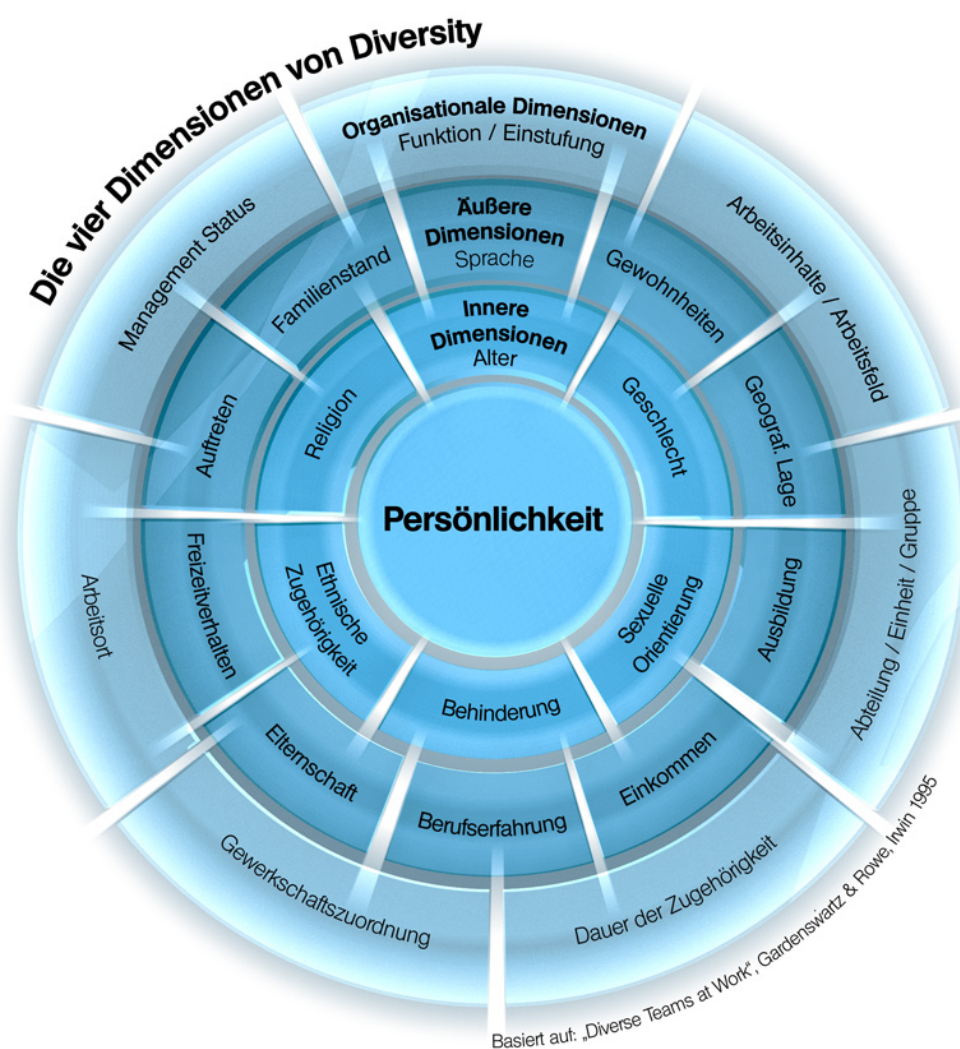 Die vier Dimensionen von Diversity
Organisationale Dimensionen
Funktion / Einstufung
Arbeitsinhalte / Arbeitsfeld
Abteilung / Einheit / Gruppe
Dauer der Zugehörigkeit
Gewerkschaftszuordnung
Arbeitsort
Management Status
Äußere
Dimensionen
Sprache
Gewohnheiten
Geograf. Lage
Ausbildung
Einkommen
Berufserfahrung
Elternschaft
Freizeitverhalten
Auftreten
Familienstand
Innere
Dimensionen
Alter
Geschlecht
Sexuelle
Orientierung
Behinderung
Ethnische
Zugehörigkeit
Religion
Persönlichkeit
Basiert auf: „Diverse Teams at Work“, Gardenswartz & Rowe, Irwin 1995